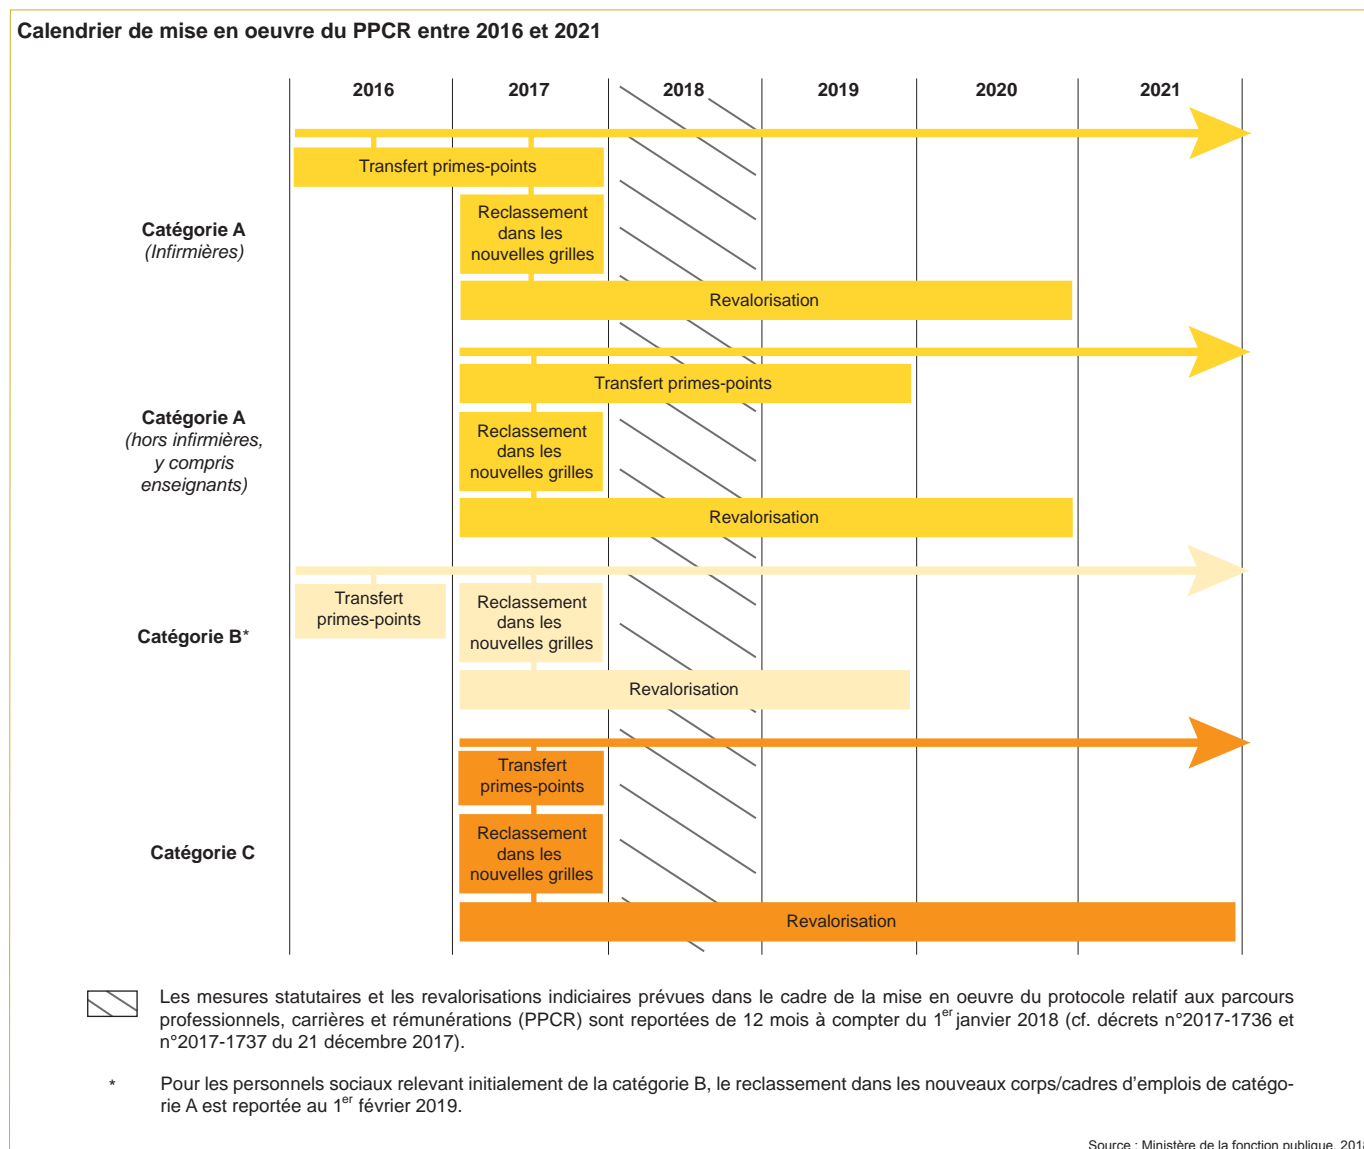 Calendrier de mise en oeuvre du PPCR entre 2016 et 2021
2016 2017 2018 2019 2020 2021
Catégorie A
(Infirmières)
Transfert primes-points
Reclassement
dans les
nouvelles grilles
Revalorisation
Catégorie A
(hors infirmières,
y compris
enseignants)
Transfert primes-points
Reclassement
dans les
nouvelles grilles
Revalorisation
Catégorie B*
Transfert
primes-points
Reclassement
dans les
nouvelles grilles
Revalorisation
Catégorie C
Transfert
primes-points
Reclassement
dans les
nouvelles grilles
Revalorisation
Les mesures statutaires et les revalorisations indiciaires prévues dans le cadre de la mise en oeuvre du protocole relatif aux parcours
professionnels, carrières et rémunérations (PPCR) sont reportées de 12 mois à compter du 1er janvier 2018 (cf. décrets n°2017-1736 et
n°2017-1737 du 21 décembre 2017).
* Pour les personnels sociaux relevant initialement de la catégorie B, le reclassement dans les nouveaux corps/cadres d'emplois de catégo-
rie A est reportée au 1er février 2019.
Source : Ministère de la fonction publique, 2018